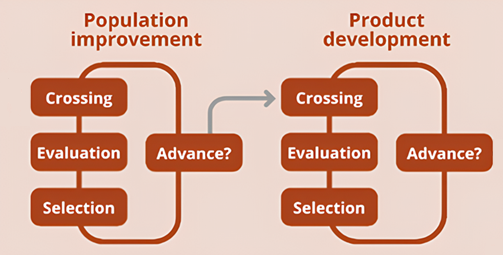 Population
improvement
Crossing
Evaluation
Advance?
Selection
Product
development
Crossing
Evaluation
Advance?
Selection